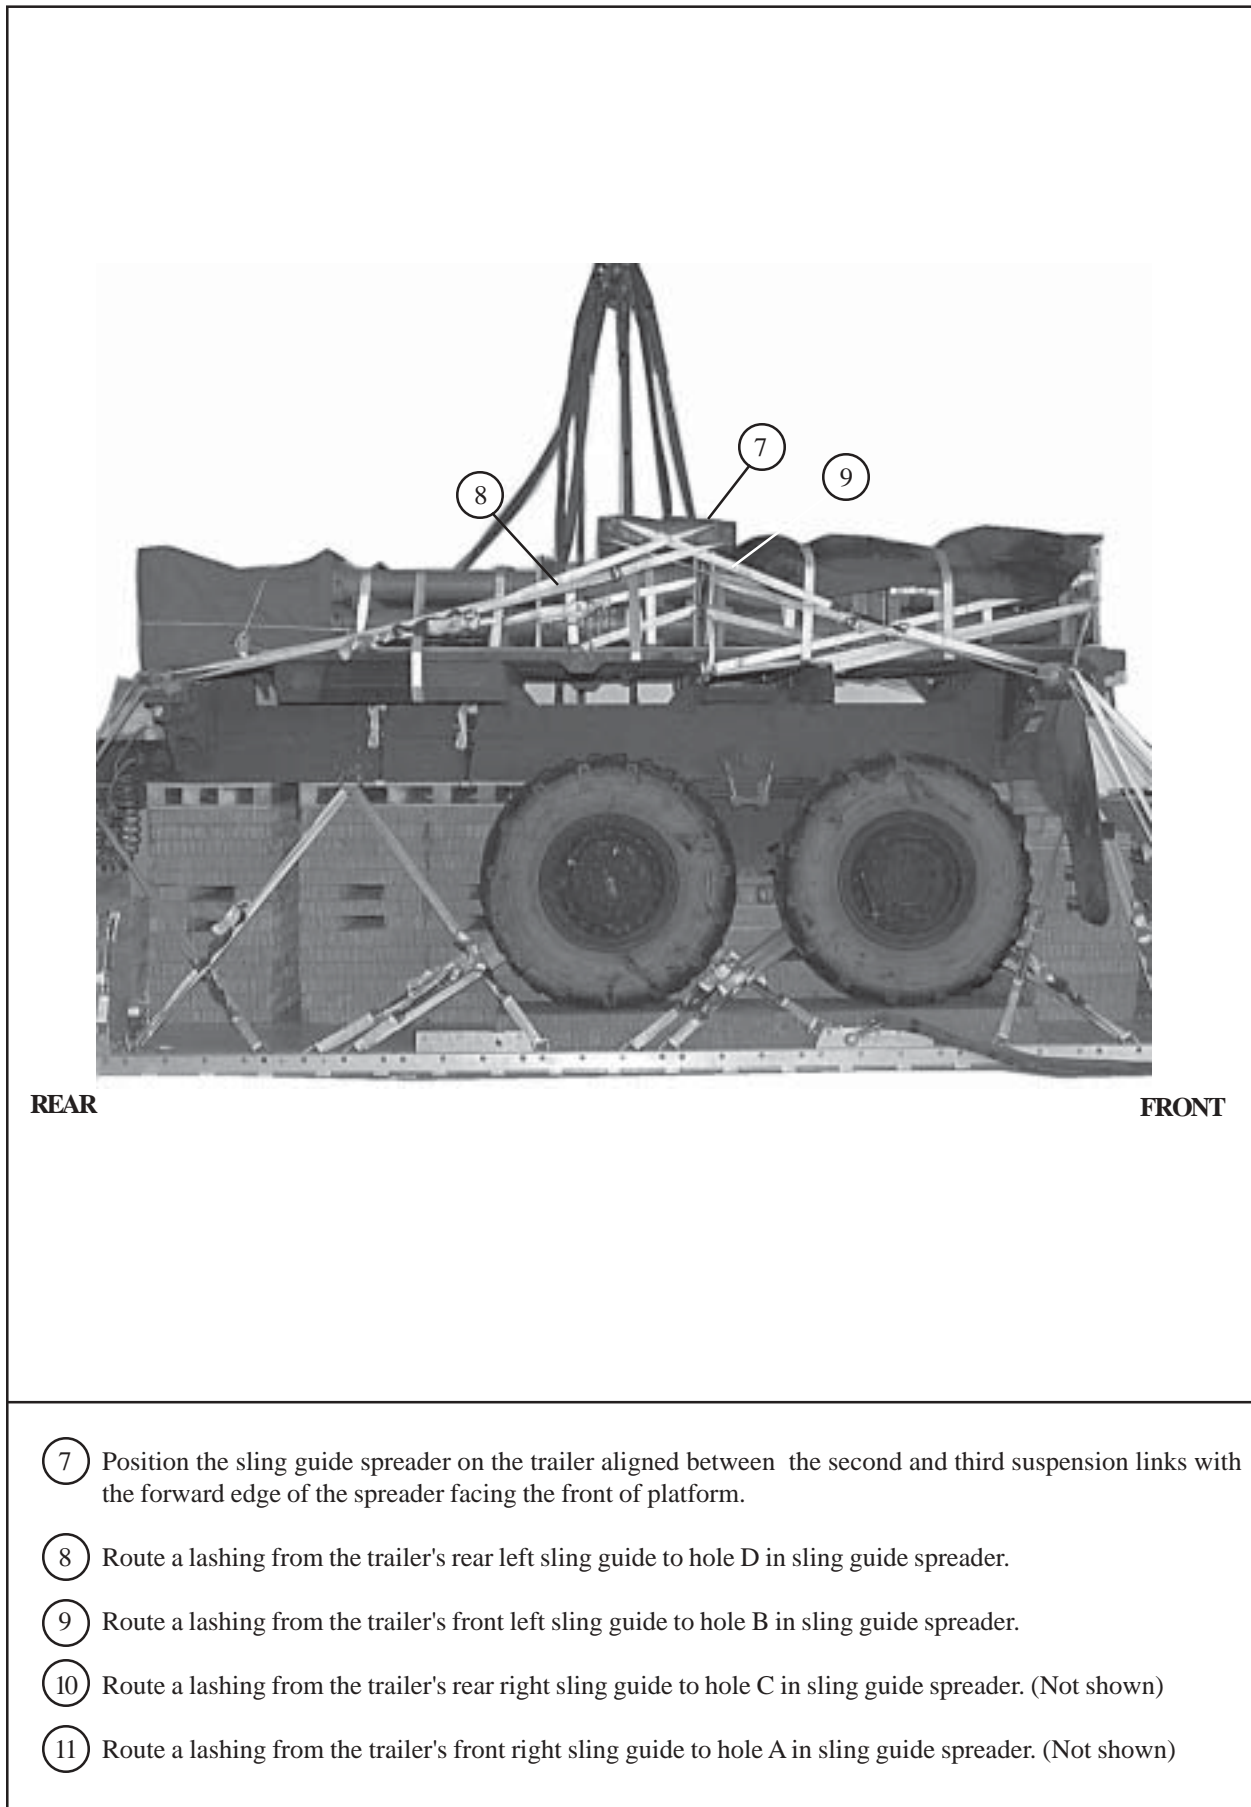 8
7
9
REAR
FRONT
7 Position the sling guide spreader on the trailer aligned between the second and third suspension links with
the forward edge of the spreader facing the front of platform.
8 Route a lashing from the trailer's rear left sling guide to hole D in sling guide spreader.
9 Route a lashing from the trailer's front left sling guide to hole B in sling guide spreader.
10 Route a lashing from the trailer's rear right sling guide to hole C in sling guide spreader. (Not shown)
11 Route a lashing from the trailer's front right sling guide to hole A in sling guide spreader. (Not shown)